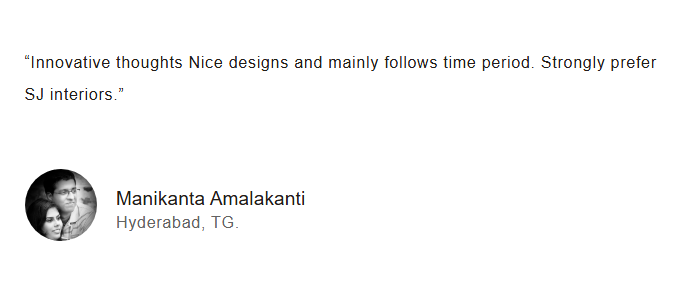 “Innovative thoughts Nice designs and mainly follows time period. Strongly prefer
SJ interiors.”
Manikanta Amalakanti
Hyderabad, TG.